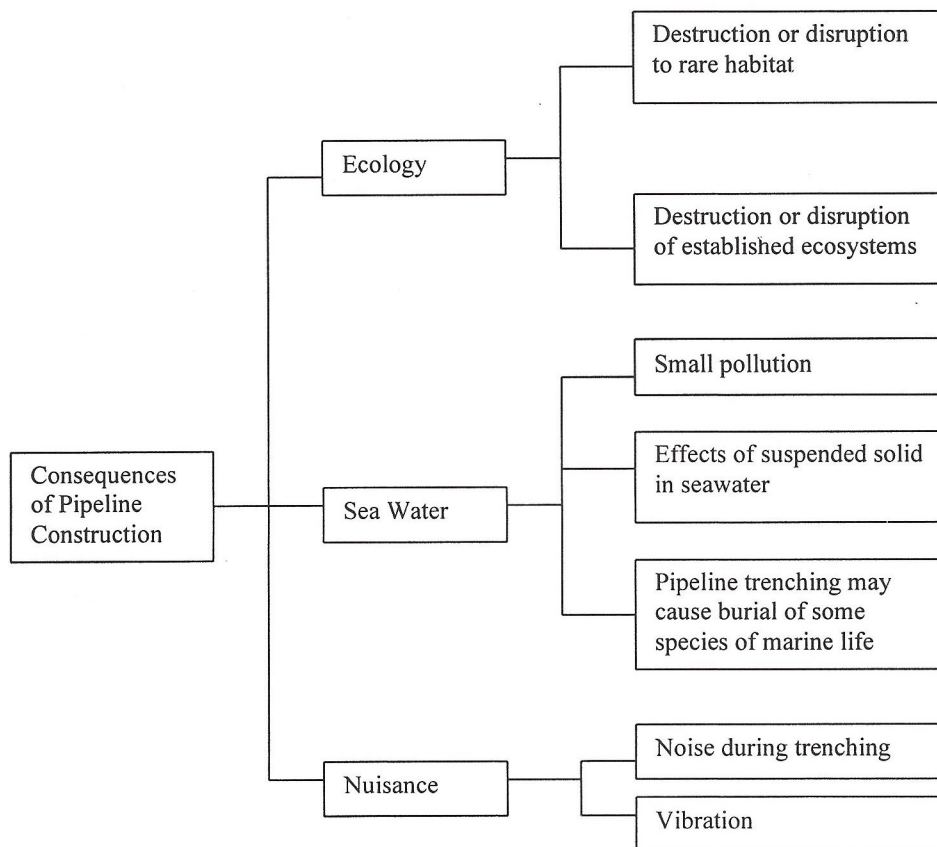 Destruction or disruption
to rare habitat
Ecology
Destruction or disruption
of established ecosystems
Small pollution
Consequences
of Pipeline
Construction
Sea Water
Effects of suspended solid
in seawater
Pipeline trenching may
cause burial of some
species of marine life
Nuisance
Noise during trenching
Vibration